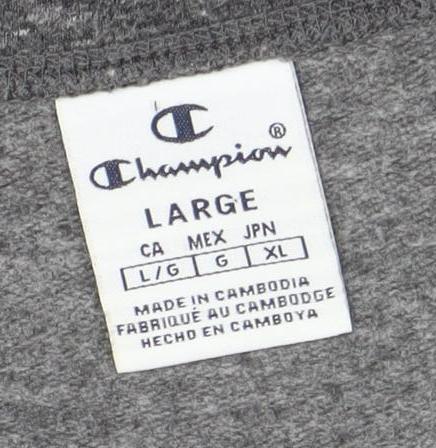 Champion®
LARGE
CA MEX JPN
L/G G XL
MADE IN CAMBODIA
FABRIQUÉ AU CAMBODGE
HECHO EN CAMBOYA